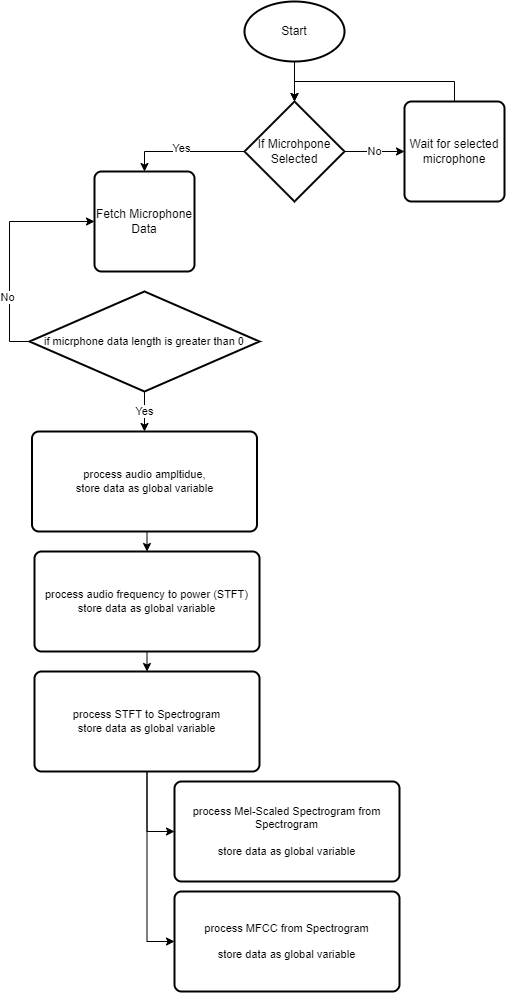 Start
If Microhpone
Selected
Yes
No
Wait for selected
microphone
Fetch Microphone
Data
No
if micrphone data length is greater than 0
Yes
process audio ampltidue,
store data as global variable
process audio frequency to power (STFT)
store data as global variable
process STFT to Spectrogram
store data as global variable
process Mel-Scaled Spectrogram from
Spectrogram
store data as global variable
process MFCC from Spectrogram
store data as global variable